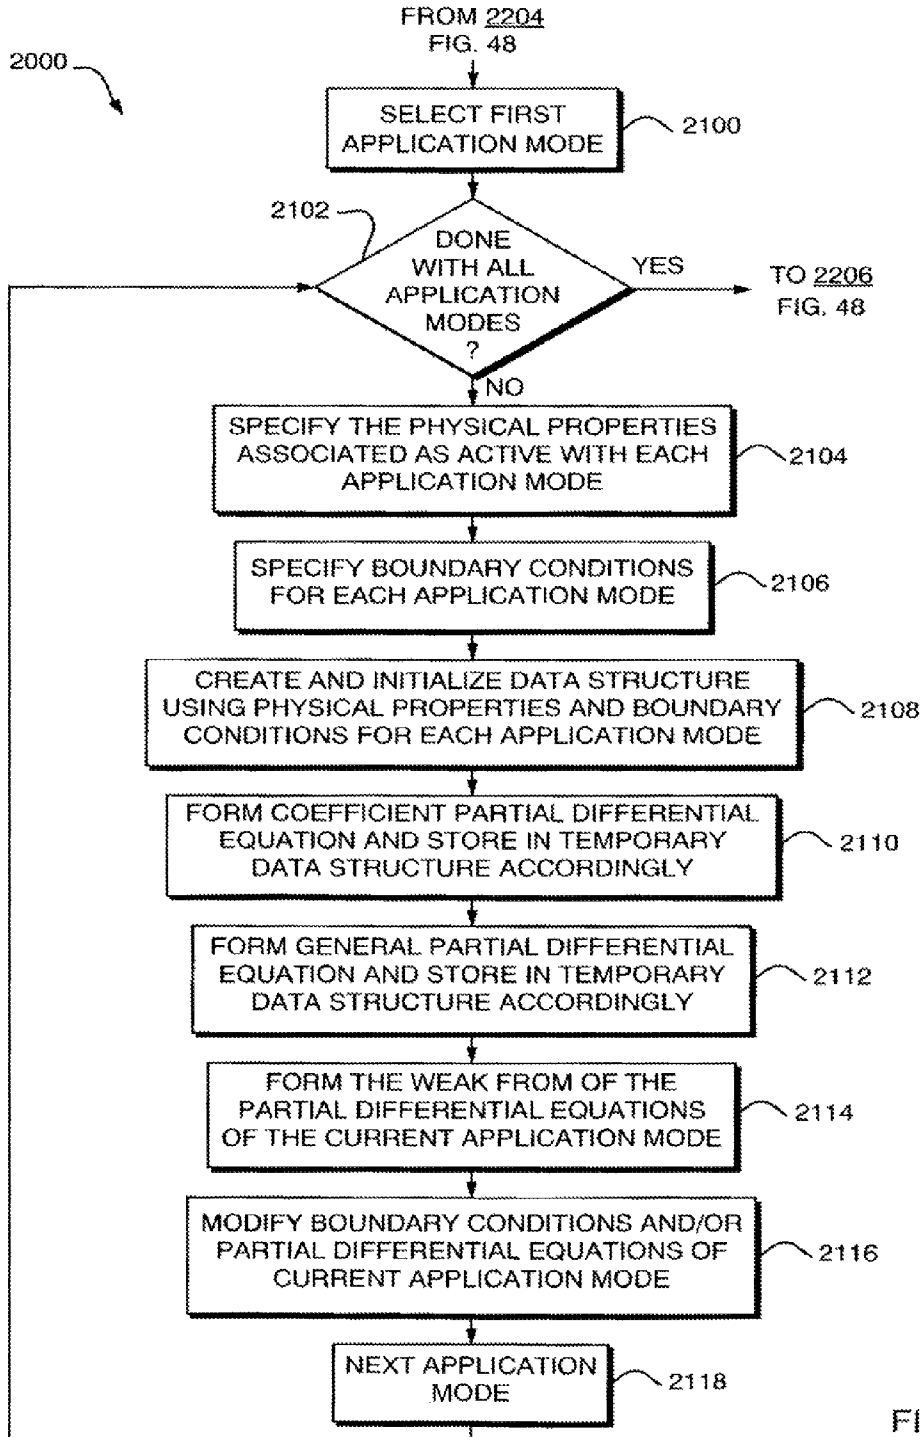 FROM 2204
FIG. 48
2000
SELECT FIRST
APPLICATION MODE
2100
2102
DONE
WITH ALL
APPLICATION
MODES
?
YES
TO 2206
FIG. 48
NO
SPECIFY THE PHYSICAL PROPERTIES
ASSOCIATED AS ACTIVE WITH EACH
APPLICATION MODE
2104
SPECIFY BOUNDARY CONDITIONS
FOR EACH APPLICATION MODE
2106
CREATE AND INITIALIZE DATA STRUCTURE
USING PHYSICAL PROPERTIES AND BOUNDARY
CONDITIONS FOR EACH APPLICATION MODE
2108
FORM COEFFICIENT PARTIAL DIFFERENTIAL
EQUATION AND STORE IN TEMPORARY
DATA STRUCTURE ACCORDINGLY
2110
FORM GENERAL PARTIAL DIFFERENTIAL
EQUATION AND STORE IN TEMPORARY
DATA STRUCTURE ACCORDINGLY
2112
FORM THE WEAK FROM OF THE
PARTIAL DIFFERENTIAL EQUATIONS
OF THE CURRENT APPLICATION MODE
2114
MODIFY BOUNDARY CONDITIONS AND/OR
PARTIAL DIFFERENTIAL EQUATIONS OF
CURRENT APPLICATION MODE
2116
NEXT APPLICATION
MODE
2118